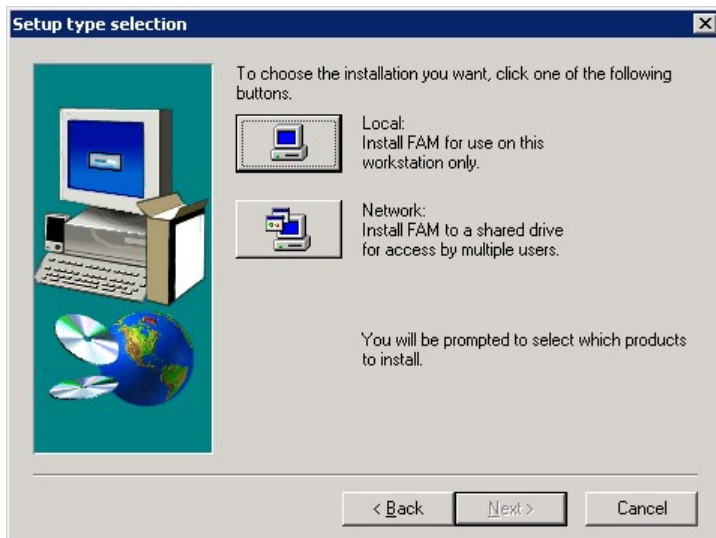 Setup type selection
To choose the installation you want, click one of the following
buttons.
Local:
Install FAM for use on this
workstation only.
Network:
Install FAM to a shared drive
for access by multiple users.
You will be prompted to select which products
to install.
< Back
Next >
Cancel